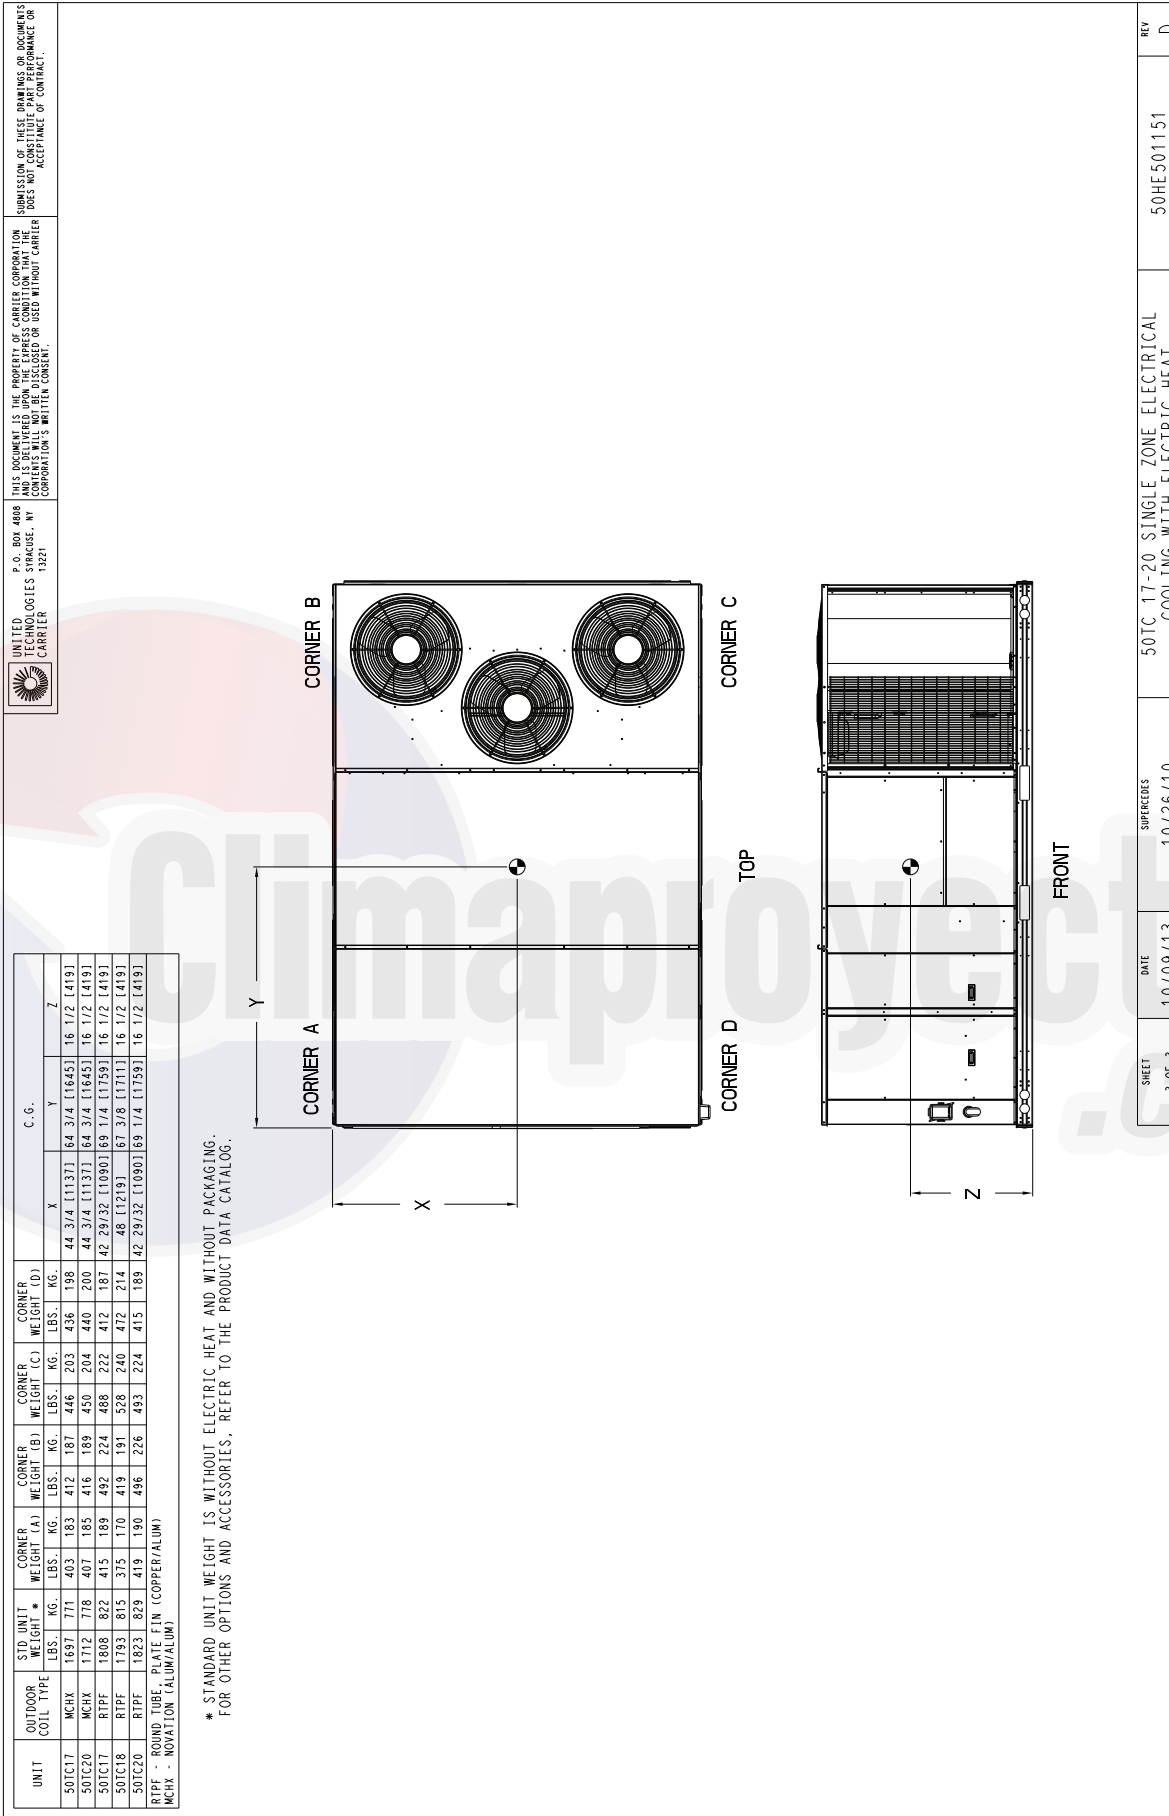 UNIT OUTDOOR COIL TYPE STD UNIT WEIGHT * CORNER WEIGHT (A) CORNER WEIGHT (B) CORNER WEIGHT (C) CORNER WEIGHT (D) C.G.
LBS. KG. LBS. KG. LBS. KG. LBS. KG. LBS. KG. X Y Z
50TC17 MCHX 1697 771 403 183 412 187 446 203 436 198 44 3/4 [1137] 64 3/4 [1645] 16 1/2 [419]
50TC20 MCHX 1712 778 407 185 416 189 450 204 440 200 44 3/4 [1137] 64 3/4 [1645] 16 1/2 [419]
50TC17 RTPF 1808 822 415 189 492 224 488 222 412 187 42 29/32 [1090] 69 1/4 [1759] 16 1/2 [419]
50TC18 RTPF 1793 815 375 170 419 191 528 240 472 214 48 [1219] 67 3/8 [1711] 16 1/2 [419]
50TC20 RTPF 1823 829 419 190 496 226 493 224 415 189 42 29/32 [1090] 69 1/4 [1759] 16 1/2 [419]
RTPF - ROUND TUBE, PLATE FIN (COPPER/ALUM)
MCHX - NOVATION (ALUM/ALUM)
* STANDARD UNIT WEIGHT IS WITHOUT ELECTRIC HEAT AND WITHOUT PACKAGING.
FOR OTHER OPTIONS AND ACCESSORIES, REFER TO THE PRODUCT DATA CATALOG.
UNITED
TECHNOLOGIES
CARRIER
P.O. BOX 4808
SYRACUSE, NY
13221
THIS DOCUMENT IS THE PROPERTY OF CARRIER CORPORATION
AND IS DELIVERED UPON THE EXPRESS CONDITION THAT THE
CONTENTS WILL NOT BE DISCLOSED OR USED WITHOUT CARRIER
CORPORATION'S WRITTEN CONSENT.
SUBMISSION OF THESE DRAWINGS OR DOCUMENTS
DOES NOT CONSTITUTE PART PERFORMANCE OR
ACCEPTANCE OF CONTRACT.
CORNER A
CORNER B
Y
X
CORNER D
CORNER C
TOP
Z
FRONT
Climaproyect
.c
SHEET
DATE
10/09/13
SUPERCEDES
10/26/10
50TC 17-20 SINGLE ZONE ELECTRICAL
COOLING WITH ELECTRIC HEAT
50HE501151
REV
D